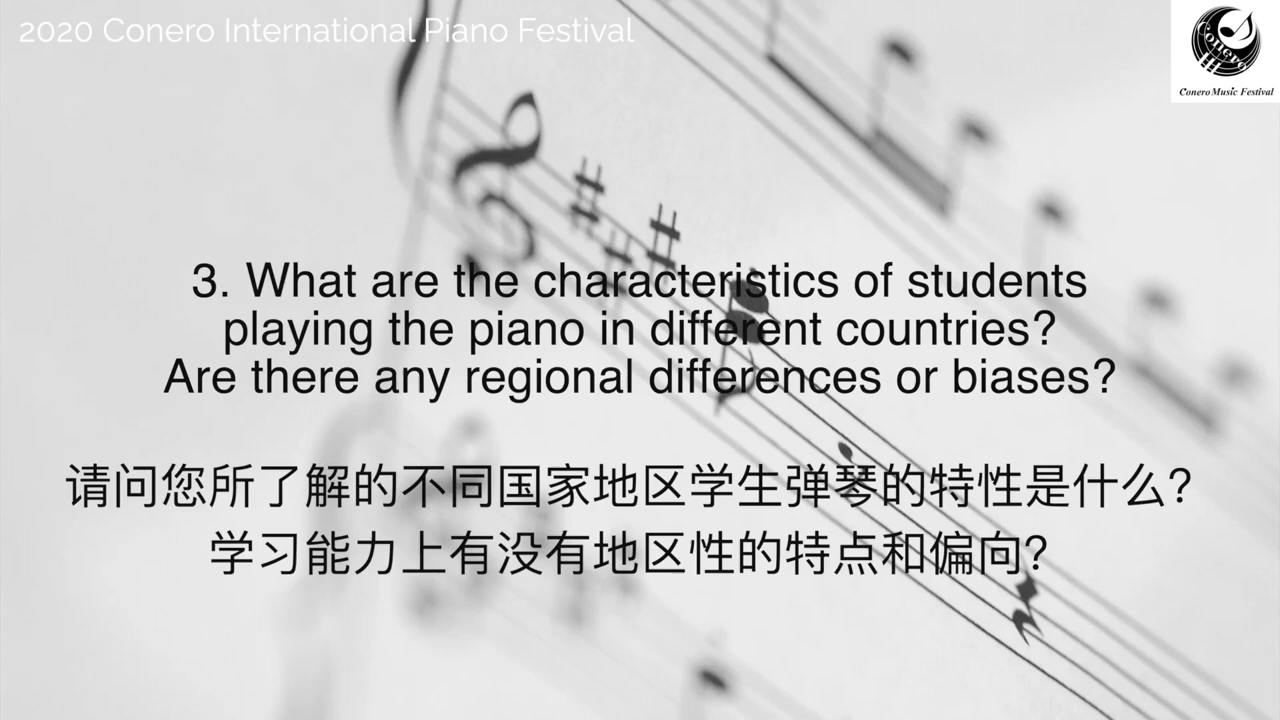 2020 Conero International Piano Festival
Conero
Conero Music Festival
3. What are the characteristics of students
playing the piano in different countries?
Are there any regional differences or biases?
请问您所了解的不同国家地区学生弹琴的特性是什么?
学习能力上有没有地区性的特点和偏向?